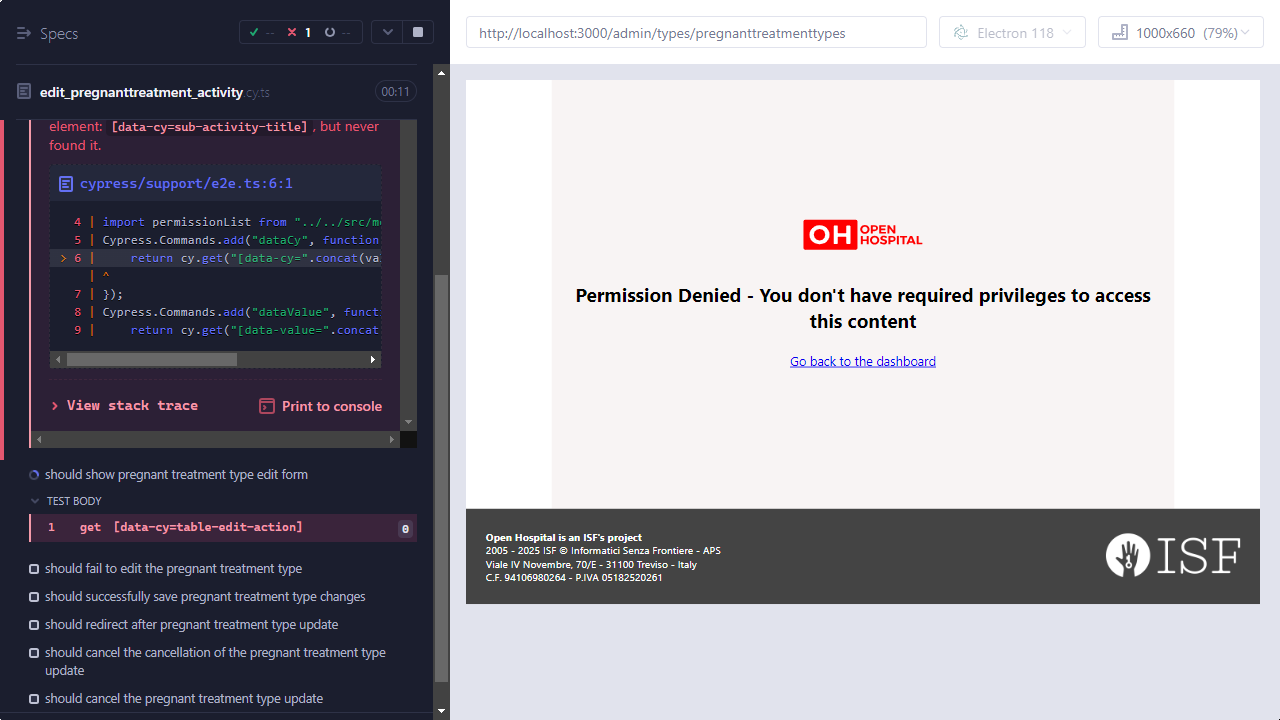 Specs
-- 1 --
edit_pregnanttreatment_activity.cy.ts 00:11
element: [data-cy=sub-activity-title] , but never
found it.
cypress/support/e2e.ts:6:1
4 | import permissionList from "../../src/m
5 | Cypress.Commands.add("dataCy", function
> 6 |     return cy.get("[data-cy=".concat(val
| ^
7 | });
8 | Cypress.Commands.add("dataValue", functi
9 |     return cy.get("[data-value=".concat
> View stack trace
Print to console
should show pregnant treatment type edit form
TEST BODY
1 get [data-cy=table-edit-action] 0
should fail to edit the pregnant treatment type
should successfully save pregnant treatment type changes
should redirect after pregnant treatment type update
should cancel the cancellation of the pregnant treatment type
update
should cancel the pregnant treatment type update
http://localhost:3000/admin/types/pregnanttreatmenttypes
Electron 118
1000x660 (79%)
OH OPEN
HOSPITAL
Permission Denied - You don't have required privileges to access
this content
Go back to the dashboard
Open Hospital is an ISF's project
2005 - 2025 ISF © Informatici Senza Frontiere - APS
Viale IV Novembre, 70/E - 31100 Treviso - Italy
C.F. 94106980264 - P.IVA 05182520261
ISF